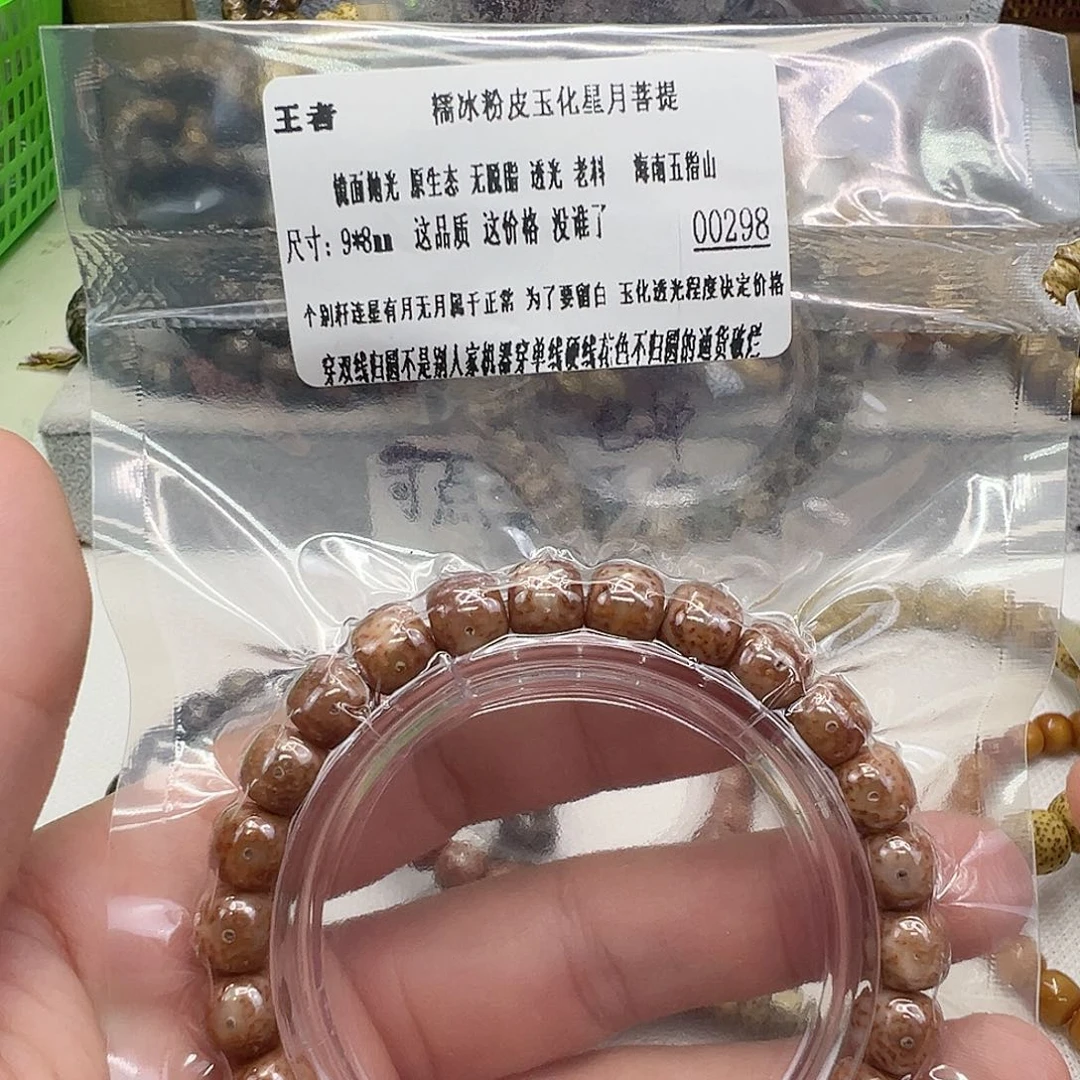 王者 糯冰粉皮玉化星月菩提
镜面抛光 原生态 无脱脂 透光 老料 海南五指山
尺寸：9*8mm 这品质 这价格 没谁了 00298
个别轩连星有月无月属于正常 为了要留白 玉化透光程度决定价格
穿双线归圆不是别人家机器穿单线硬线花色不归圆的通货破烂